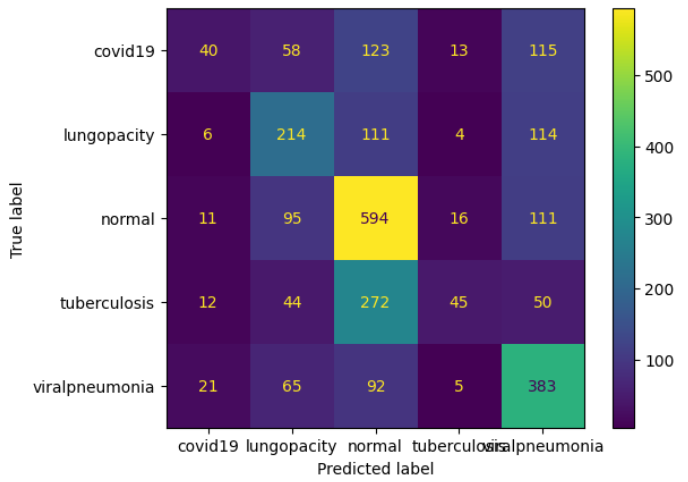 covid19 40 58 123 13 115
500
lungopacity 6 214 111 4 114
400
normal 11 95 594 16 111
300
tuberculosis 12 44 272 45 50
200
viralpneumonia 21 65 92 5 383
100
covid19 lungopacity normal tuberculosis viralpneumonia
Predicted label
True label